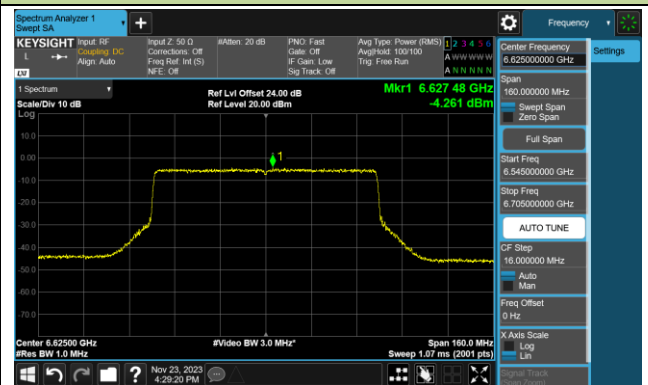 Spectrum Analyzer 1
Swept SA
Frequency
KEYSIGHT
Input: RF
Coupling: DC
Align: Auto
Input Z: 50 Ω
Corrections: Off
Freq Ref: Int (S)
NFE: Off
#Atten: 20 dB
PNO: Fast
Gate: Off
IF Gain: Low
Sig Track: Off
Avg Type: Power (RMS)
Avg|Hold: 100/100
Trig: Free Run
1 2 3 4 5 6
A W W W W W
A N N N N N
L
LXI
1 Spectrum
Scale/Div 10 dB
Log
Ref Lvl Offset 24.00 dB
Ref Level 20.00 dBm
Mkr1 6.627 48 GHz
-4.261 dBm
1
10.0
0.00
-10.0
-20.0
-30.0
-40.0
-50.0
-60.0
-70.0
Center 6.62500 GHz
#Res BW 1.0 MHz
#Video BW 3.0 MHz*
Span 160.0 MHz
Sweep 1.07 ms (2001 pts)
Nov 23, 2023
4:29:20 PM
Center Frequency
6.625000000 GHz
Span
160.000000 MHz
Swept Span
Zero Span
Full Span
Start Freq
6.545000000 GHz
Stop Freq
6.705000000 GHz
AUTO TUNE
CF Step
16.000000 MHz
Auto
Man
Freq Offset
0 Hz
X Axis Scale
Log
Lin
Signal Track
(Span Zoom)
Settings